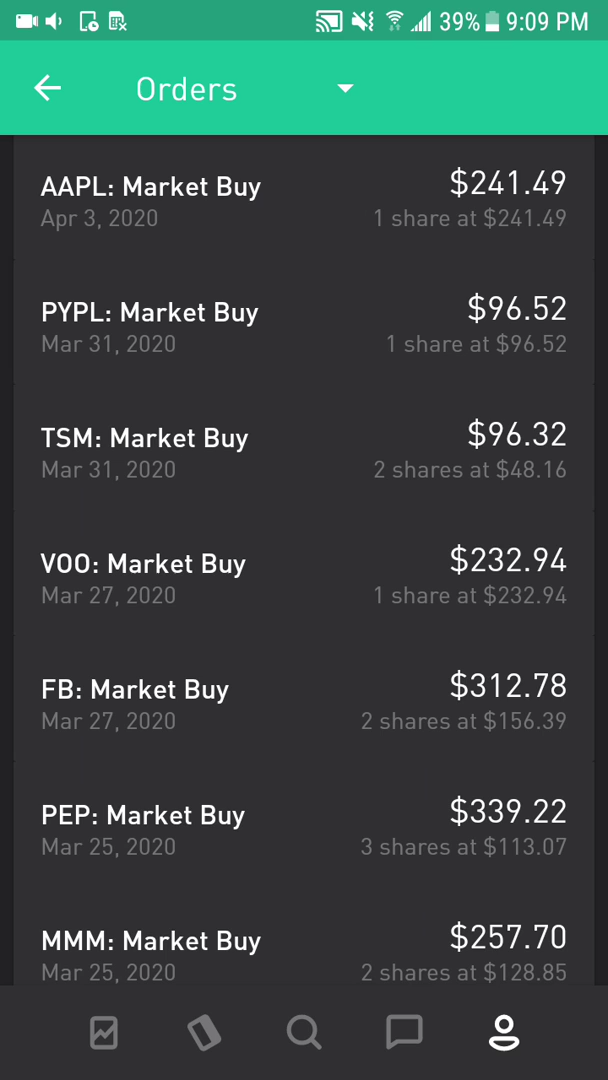 39% 9:09 PM
Orders
AAPL: Market Buy $241.49
Apr 3, 2020 1 share at $241.49
PYPL: Market Buy $96.52
Mar 31, 2020 1 share at $96.52
TSM: Market Buy $96.32
Mar 31, 2020 2 shares at $48.16
VOO: Market Buy $232.94
Mar 27, 2020 1 share at $232.94
FB: Market Buy $312.78
Mar 27, 2020 2 shares at $156.39
PEP: Market Buy $339.22
Mar 25, 2020 3 shares at $113.07
MMM: Market Buy $257.70
Mar 25, 2020 2 shares at $128.85